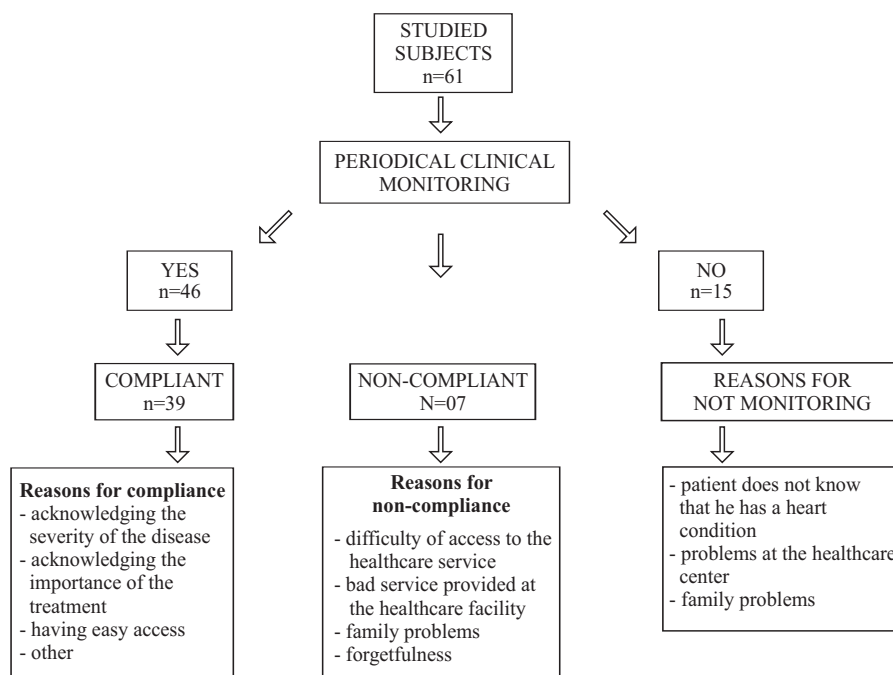 STUDIED
SUBJECTS
n=61
PERIODICAL CLINICAL
MONITORING
YES
n=46
NO
n=15
COMPLIANT
n=39
NON-COMPLIANT
N=07
REASONS FOR
NOT MONITORING
Reasons for compliance
- acknowledging the
severity of the disease
- acknowledging the
importance of the
treatment
- having easy access
- other
Reasons for
non-compliance
- difficulty of access to the
healthcare service
- bad service provided at
the healthcare facility
- family problems
- forgetfulness
- patient does not know
that he has a heart
condition
- problems at the healthcare
center
- family problems